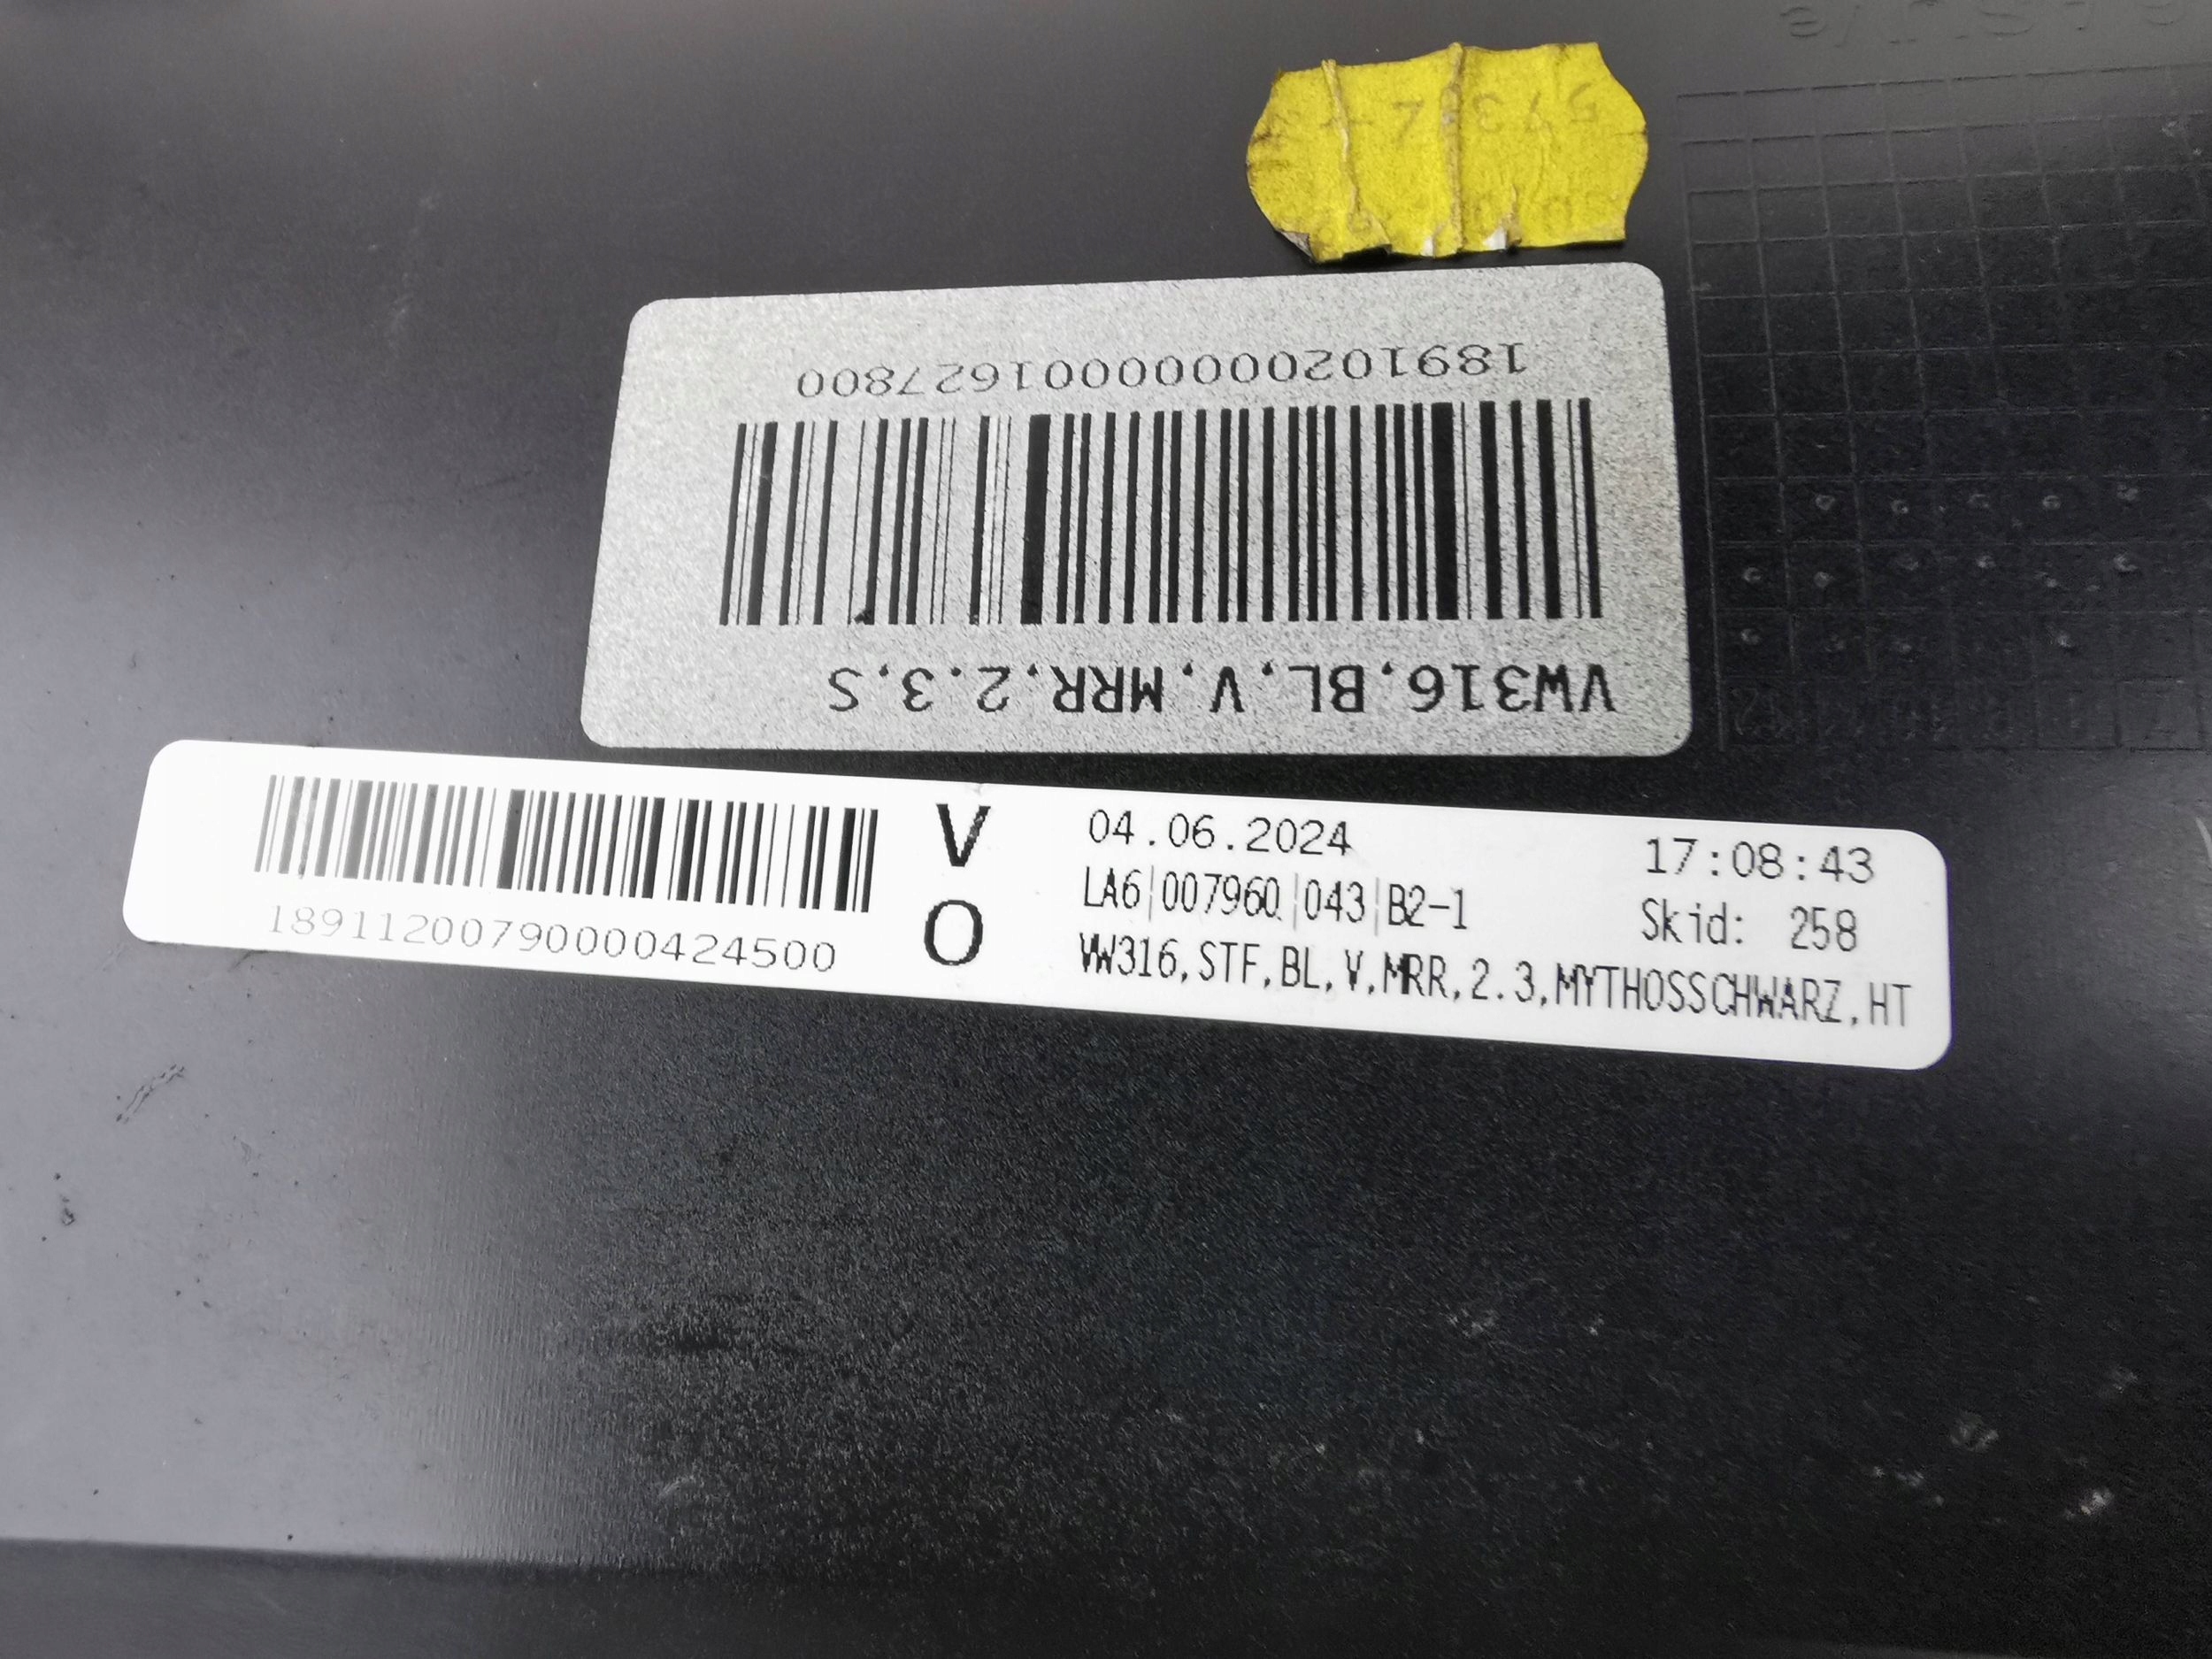 1891020000001627800
VW316,BL,V,MRR,2.3,S
18911200790000424500
V
O
04.06.2024
17:08:43
LA6|007960|043|B2-1
Skid: 258
VW316,STF,BL,V,MRR,2.3,MYTHOSSCHWARZ,HT